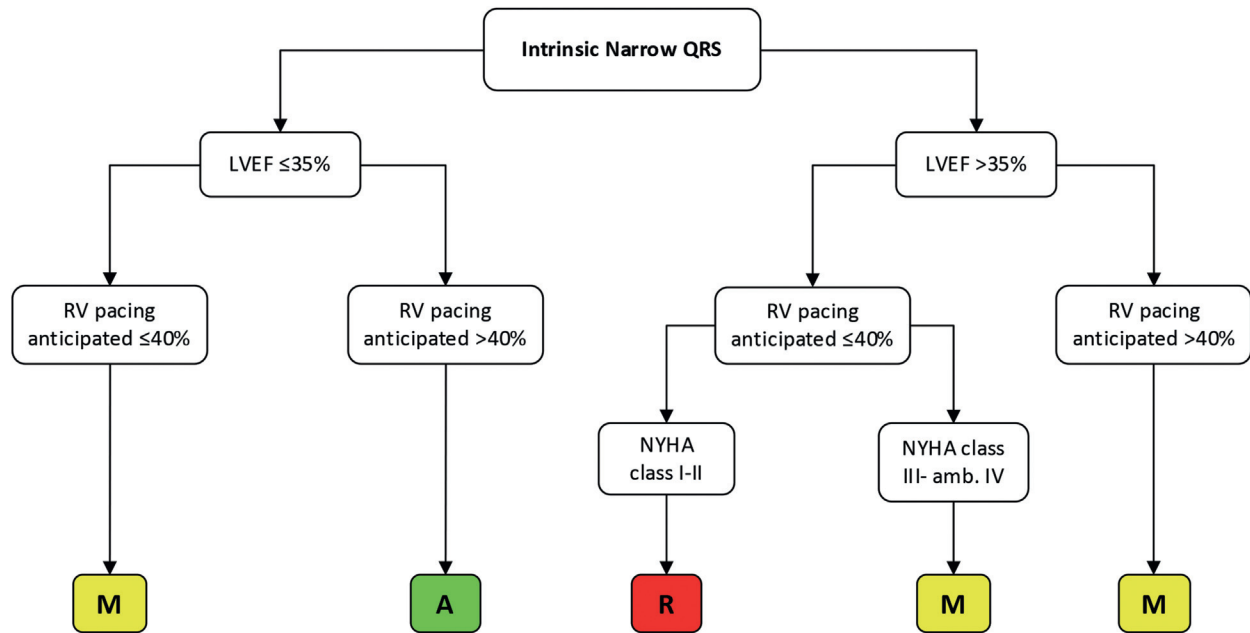 Intrinsic Narrow QRS
LVEF ≤35%
LVEF >35%
RV pacing
anticipated ≤40%
RV pacing
anticipated >40%
RV pacing
anticipated ≤40%
RV pacing
anticipated >40%
NYHA
class I-II
NYHA class
III- amb. IV
M
A
R
M
M